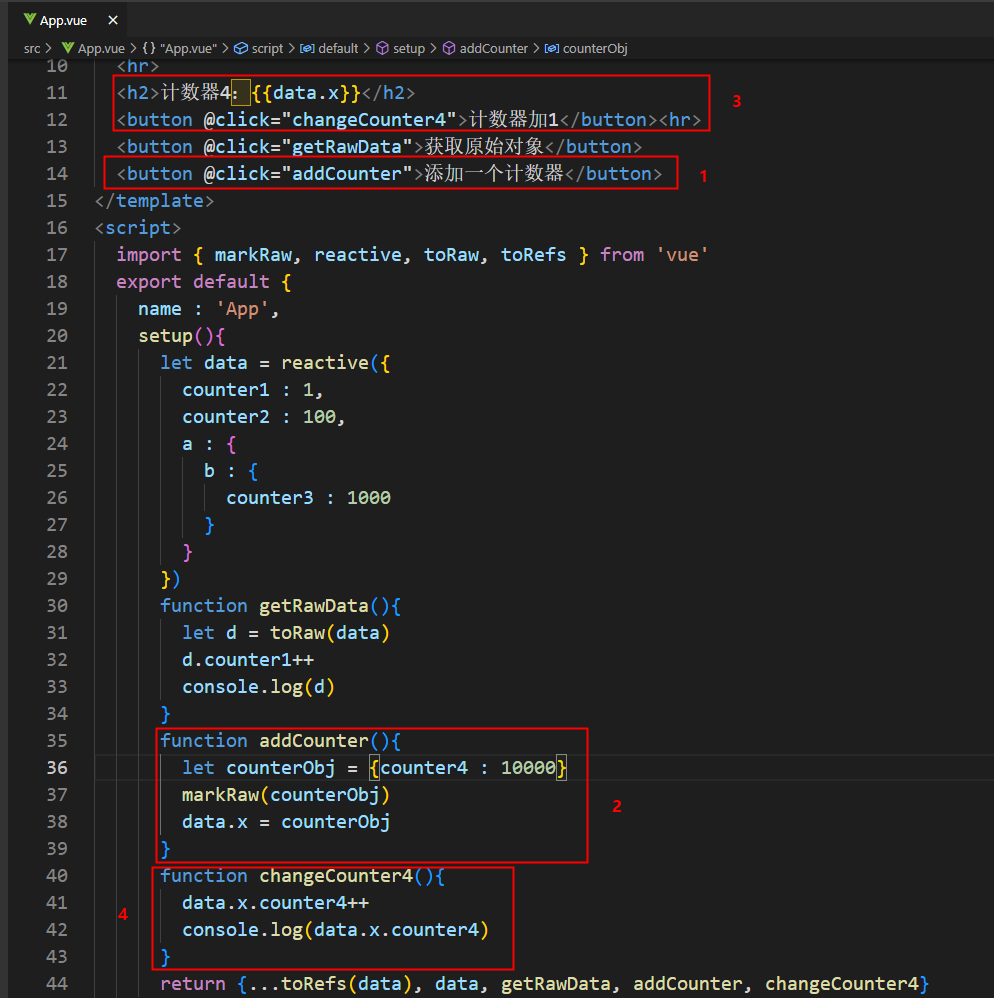 App.vue ×
src > App.vue > {} "App.vue" > script > default > setup > addCounter > counterObj
10 <hr>
11 <h2>计数器4：{{data.x}}</h2>
3
12 <button @click="changeCounter4">计数器加1</button><hr>
13 <button @click="getRawData">获取原始对象</button>
14 <button @click="addCounter">添加一个计数器</button>
1
15 </template>
16 <script>
17 import { markRaw, reactive, toRaw, toRefs } from 'vue'
18 export default {
19 name : 'App',
20 setup(){
21 let data = reactive({
22 counter1 : 1,
23 counter2 : 100,
24 a : {
25 b : {
26 counter3 : 1000
27 }
28 }
29 })
30 function getRawData(){
31 let d = toRaw(data)
32 d.counter1++
33 console.log(d)
34 }
35 function addCounter(){
36 let counterObj = {counter4 : 10000}
37 markRaw(counterObj)
2
38 data.x = counterObj
39 }
40 function changeCounter4(){
41 data.x.counter4++
4
42 console.log(data.x.counter4)
43 }
44 return {...toRefs(data), data, getRawData, addCounter, changeCounter4}